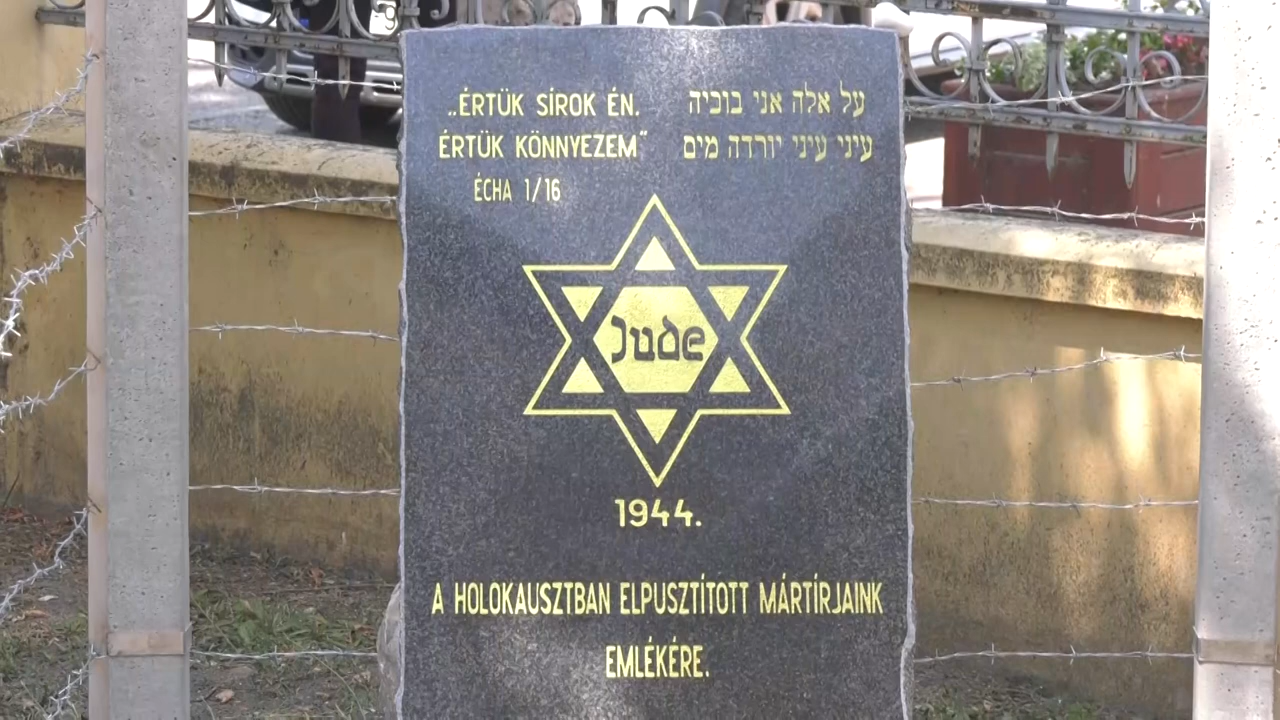 „ÉRTÜK SÍROK ÉN.
ÉRTÜK KÖNNYEZEM”
ÉCHA 1/16
על אלה אני בוכיה
עיני עיני יורדה מים
Jude
1944.
A HOLOKAUSZTBAN ELPUSZTÍTOTT MÁRTÍRJAINK
EMLÉKÉRE.